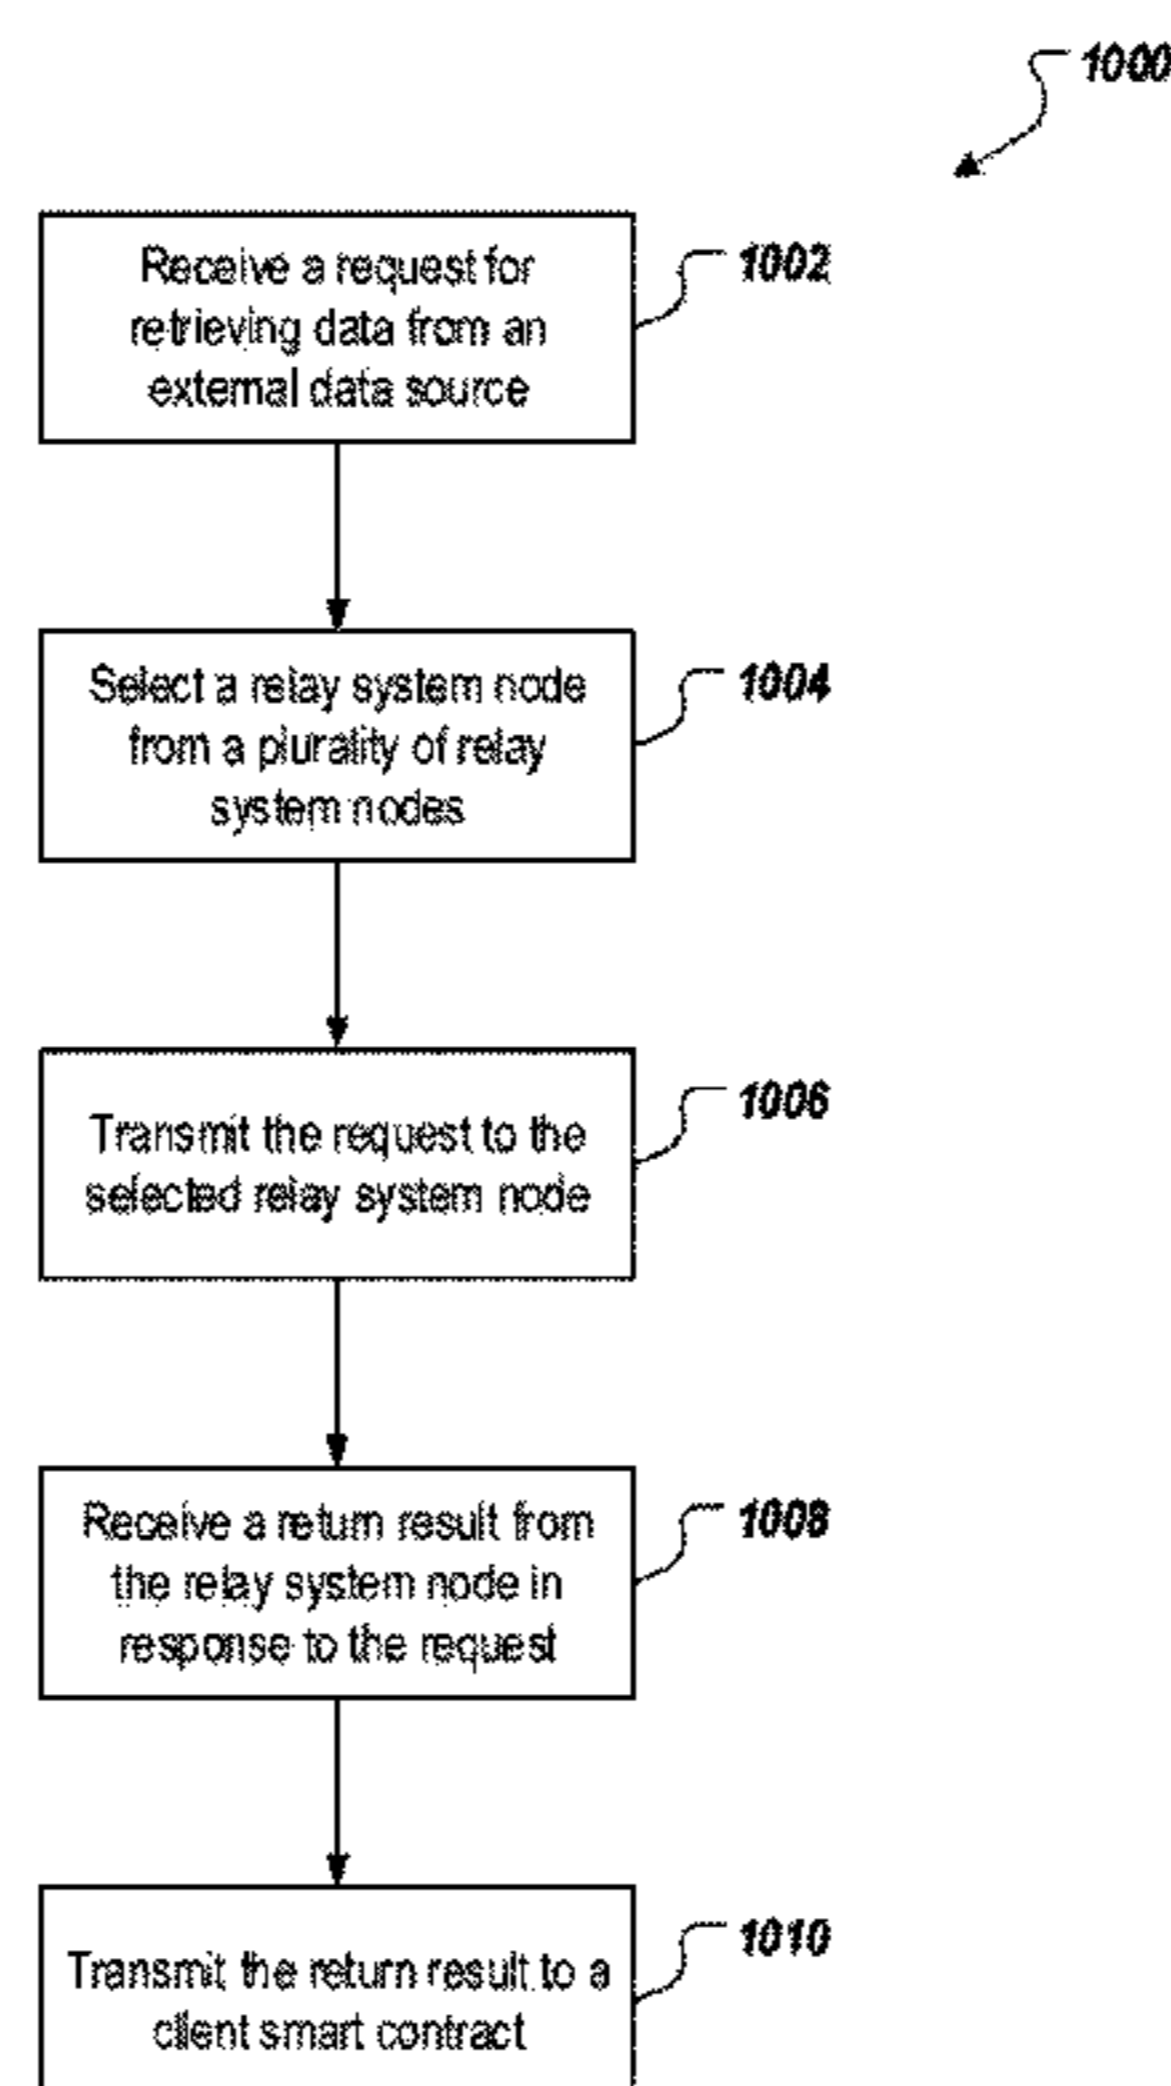 1000
Receive a request for
retrieving data from an
external data source
1002
Select a relay system node
from a plurality of relay
system nodes
1004
Transmit the request to the
selected relay system node
1006
Receive a return result from
the relay system node in
response to the request
1008
Transmit the return result to a
client smart contract
1010